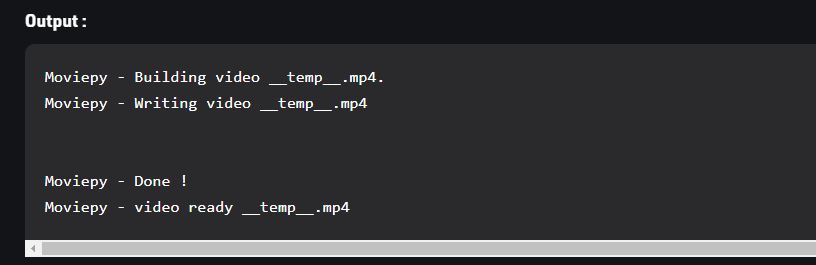 Output :
Moviepy - Building video __temp__.mp4.
Moviepy - Writing video __temp__.mp4
Moviepy - Done !
Moviepy - video ready __temp__.mp4